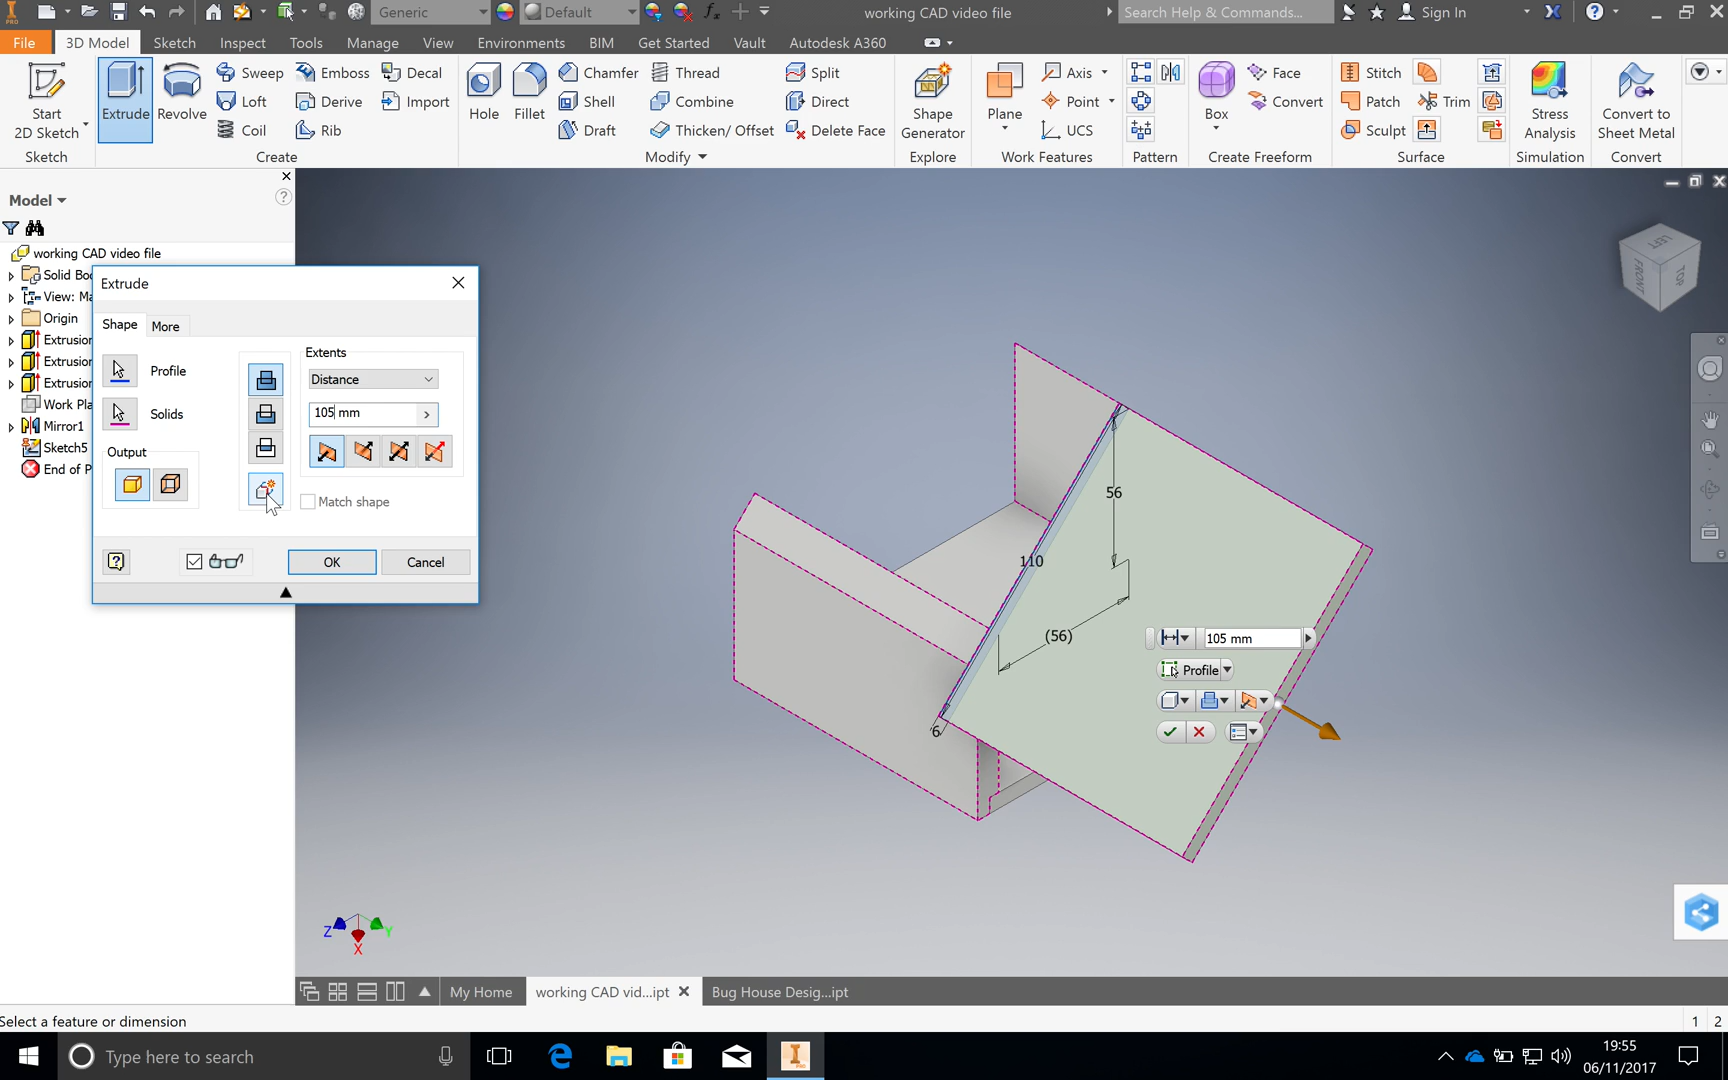 PRO
Generic
Default
working CAD video file
Search Help & Commands...
Sign In
File
3D Model
Sketch
Inspect
Tools
Manage
View
Environments
BIM
Get Started
Vault
Autodesk A360
Start
2D Sketch
Extrude
Revolve
Sweep
Loft
Coil
Emboss
Derive
Rib
Decal
Import
Hole
Fillet
Chamfer
Shell
Draft
Thread
Combine
Thicken/ Offset
Split
Direct
Delete Face
Shape
Generator
Plane
Axis
Point
UCS
Box
Face
Convert
Stitch
Patch
Sculpt
Trim
Stress
Analysis
Convert to
Sheet Metal
Sketch
Create
Modify
Explore
Work Features
Pattern
Create Freeform
Surface
Simulation
Convert
Model
working CAD video file
Solid Bo
View: Ma
Origin
Extrusion
Extrusion
Extrusion
Work Pla
Mirror1
Sketch5
End of P
Extrude
Shape
More
Profile
Solids
Output
Extents
Distance
105 mm
Match shape
OK
Cancel
56
110
(56)
6
105 mm
Profile
LEFT
FRONT
TOP
Z
Y
X
My Home
working CAD vid...ipt
Bug House Desig...ipt
Select a feature or dimension
1
2
Type here to search
19:55
06/11/2017